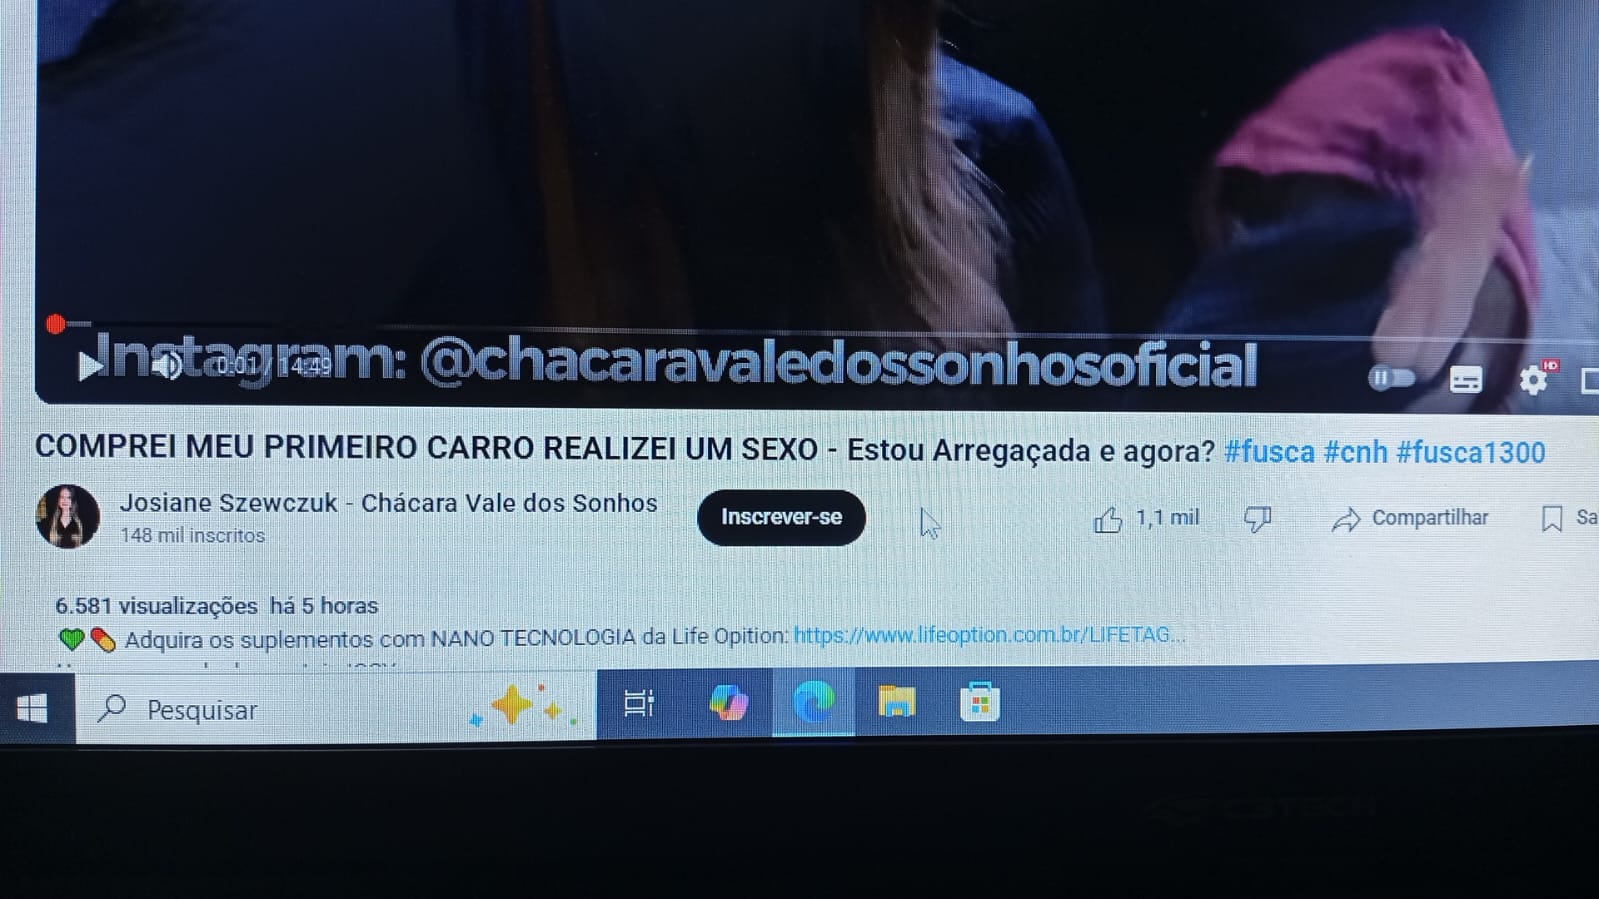 Instagram: @chacaravaledossonhosoficial
0:01 / 14:49
HD
COMPREI MEU PRIMEIRO CARRO REALIZEI UM SEXO - Estou Arregaçada e agora? #fusca #cnh #fusca1300
Josiane Szewczuk - Chácara Vale dos Sonhos
148 mil inscritos
Inscrever-se
1,1 mil
Compartilhar
Sa
6.581 visualizações há 5 horas
Adquira os suplementos com NANO TECNOLOGIA da Life Opition: https://www.lifeoption.com.br/LIFETAG...
Pesquisar
C3TECH